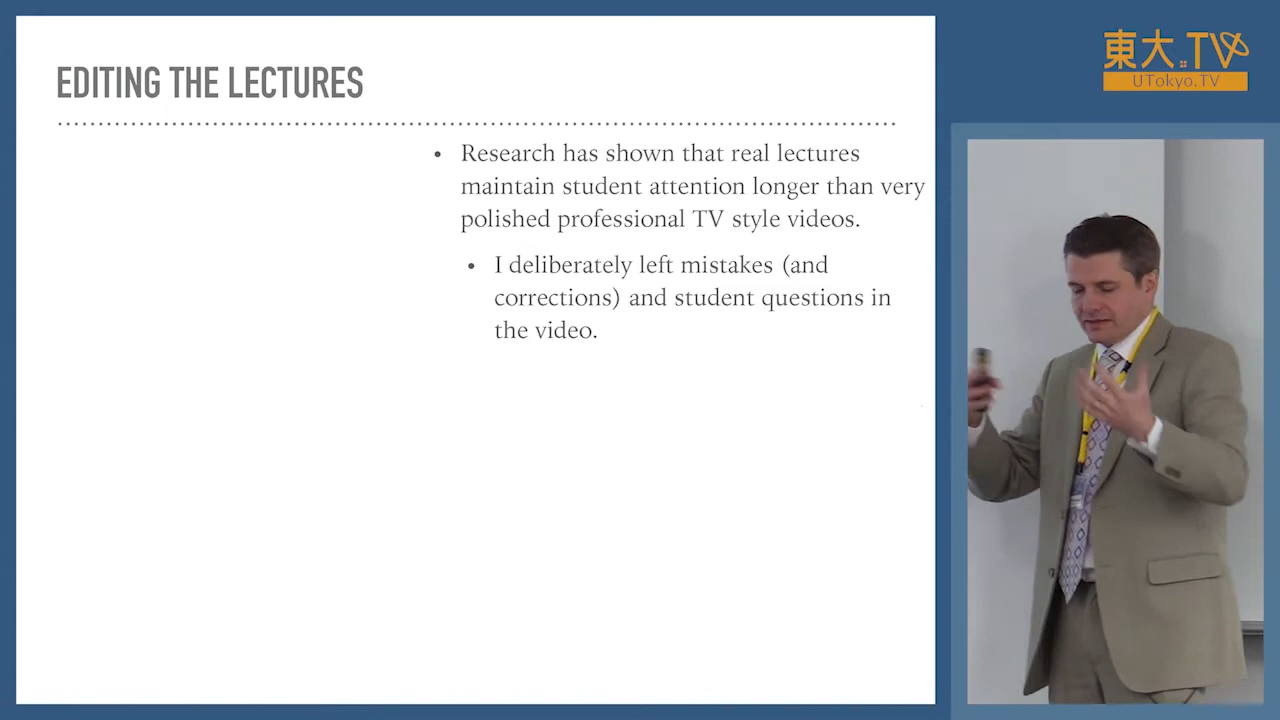 EDITING THE LECTURES
• Research has shown that real lectures
maintain student attention longer than very
polished professional TV style videos.
• I deliberately left mistakes (and
corrections) and student questions in
the video.
東大.TV
UTokyo.TV